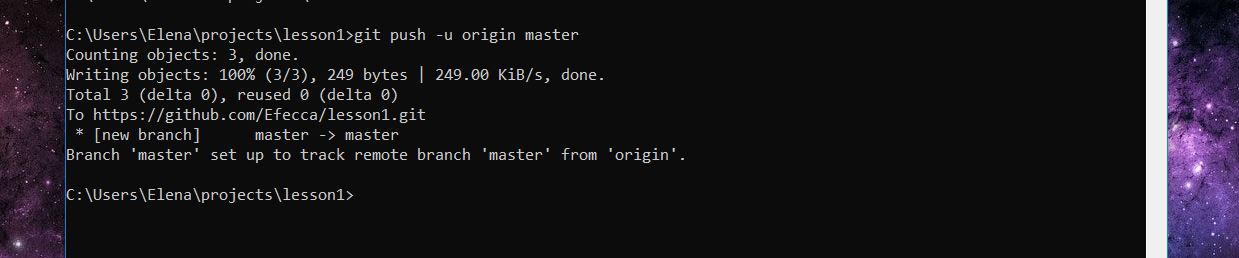 C:\Users\Elena\projects\lesson1>git push -u origin master
Counting objects: 3, done.
Writing objects: 100% (3/3), 249 bytes | 249.00 KiB/s, done.
Total 3 (delta 0), reused 0 (delta 0)
To https://github.com/Efecca/lesson1.git
 * [new branch]      master -> master
Branch 'master' set up to track remote branch 'master' from 'origin'.
C:\Users\Elena\projects\lesson1>